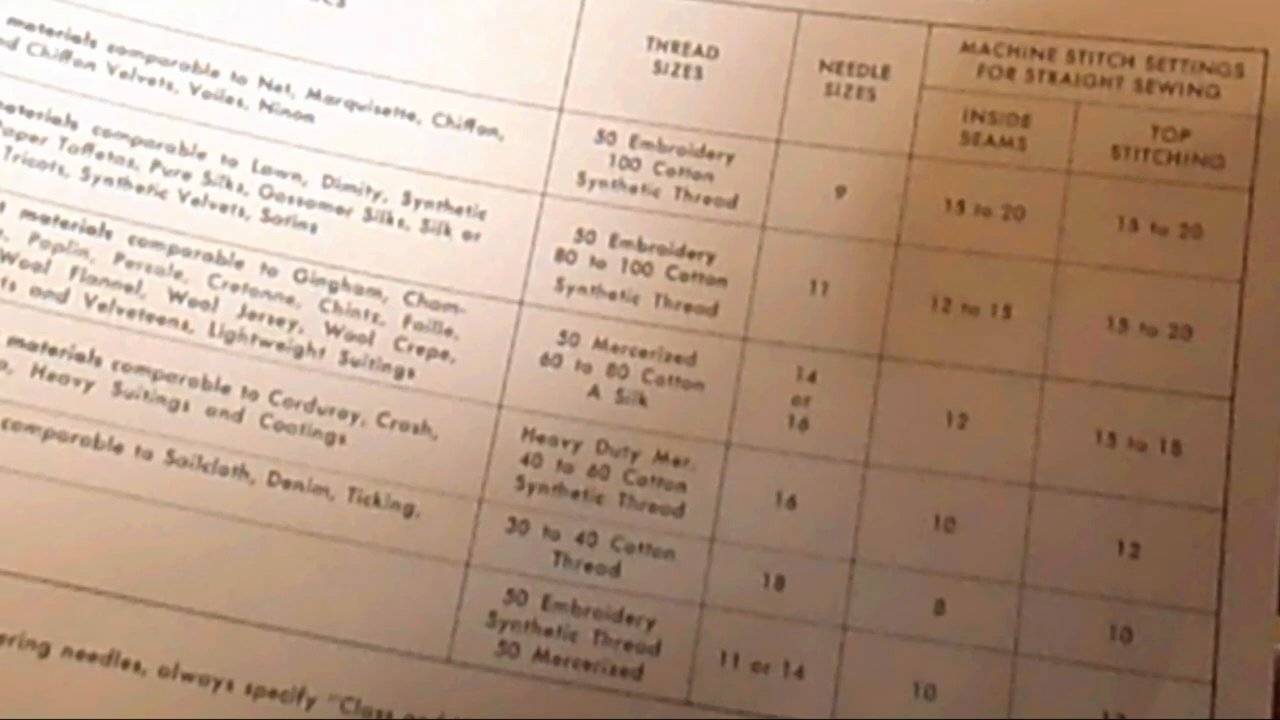 THREAD
SIZES
NEEDLE
SIZES
MACHINE STITCH SETTINGS
FOR STRAIGHT SEWING
INSIDE
SEAMS
TOP
STITCHING
materials comparable to Net, Marquisette, Chiffon,
Chiffon Velvets, Voiles, Ninon
50 Embroidery
100 Cotton
Synthetic Thread
9
15 to 20
15 to 20
materials comparable to Lawn, Dimity, Synthetic
Paper Taffetas, Pure Silks, Gossamer Silks, Silk or
Tricots, Synthetic Velvets, Satins
50 Embroidery
80 to 100 Cotton
Synthetic Thread
11
12 to 15
15 to 20
materials comparable to Gingham, Cham-
Poplin, Percale, Cretonne, Chintz, Faille,
Wool Flannel, Wool Jersey, Wool Crepe,
and Velveteens, Lightweight Suitings
50 Mercerized
60 to 80 Cotton
A Silk
14
or
16
12
15 to 18
materials comparable to Corduroy, Crash,
Heavy Suitings and Coatings
Heavy Duty Mer.
40 to 60 Cotton
Synthetic Thread
16
10
12
comparable to Sailcloth, Denim, Ticking,
30 to 40 Cotton
Thread
18
8
10
50 Embroidery
Synthetic Thread
50 Mercerized
11 or 14
10
needles, always specify "Class